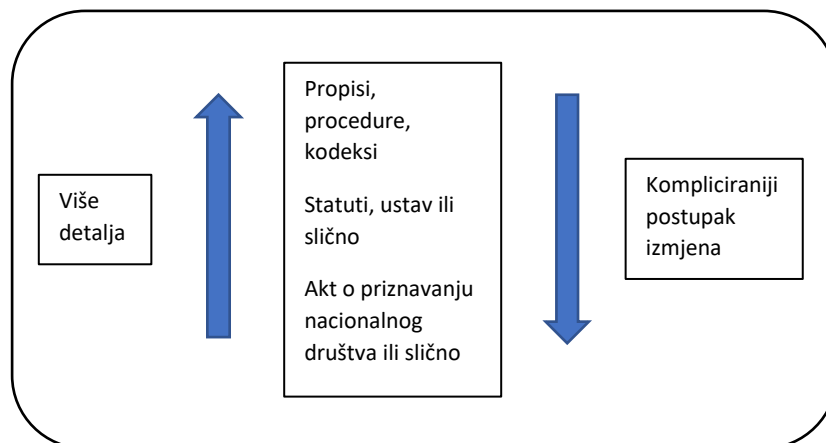 Više
detalja
Propisi,
procedure,
kodeksi
Statuti, ustav ili
slično
Akt o priznavanju
nacionalnog
društva ili slično
Kompliciraniji
postupak
izmjena